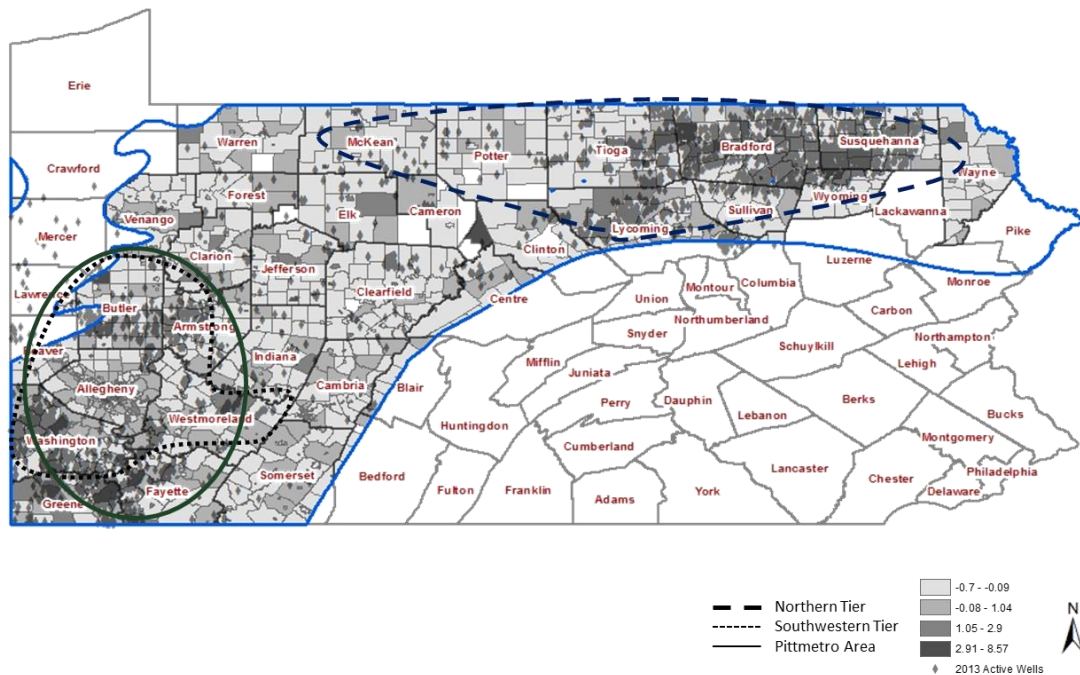 Erie
Crawford
Warren
McKean
Potter
Tioga
Bradford
Susquehanna
Wayne
Forest
Venango
Elk
Cameron
Sullivan
Wyoming
Lackawanna
Mercer
Lycoming
Pike
Clarion
Clinton
Jefferson
Luzerne
Lawrence
Clearfield
Centre
Union
Montour
Columbia
Monroe
Butler
Armstrong
Snyder
Northumberland
Carbon
Northampton
eaver
Indiana
Mifflin
Schuylkill
Lehigh
Allegheny
Cambria
Blair
Juniata
Westmoreland
Huntingdon
Perry
Dauphin
Lebanon
Berks
Bucks
Washington
Cumberland
Montgomery
Somerset
Bedford
Lancaster
Chester
Philadelphia
Greene
Fayette
Fulton
Franklin
Adams
York
Delaware
Northern Tier
Southwestern Tier
Pittmetro Area
-0.7 - -0.09
-0.08 - 1.04
1.05 - 2.9
2.91 - 8.57
2013 Active Wells
N